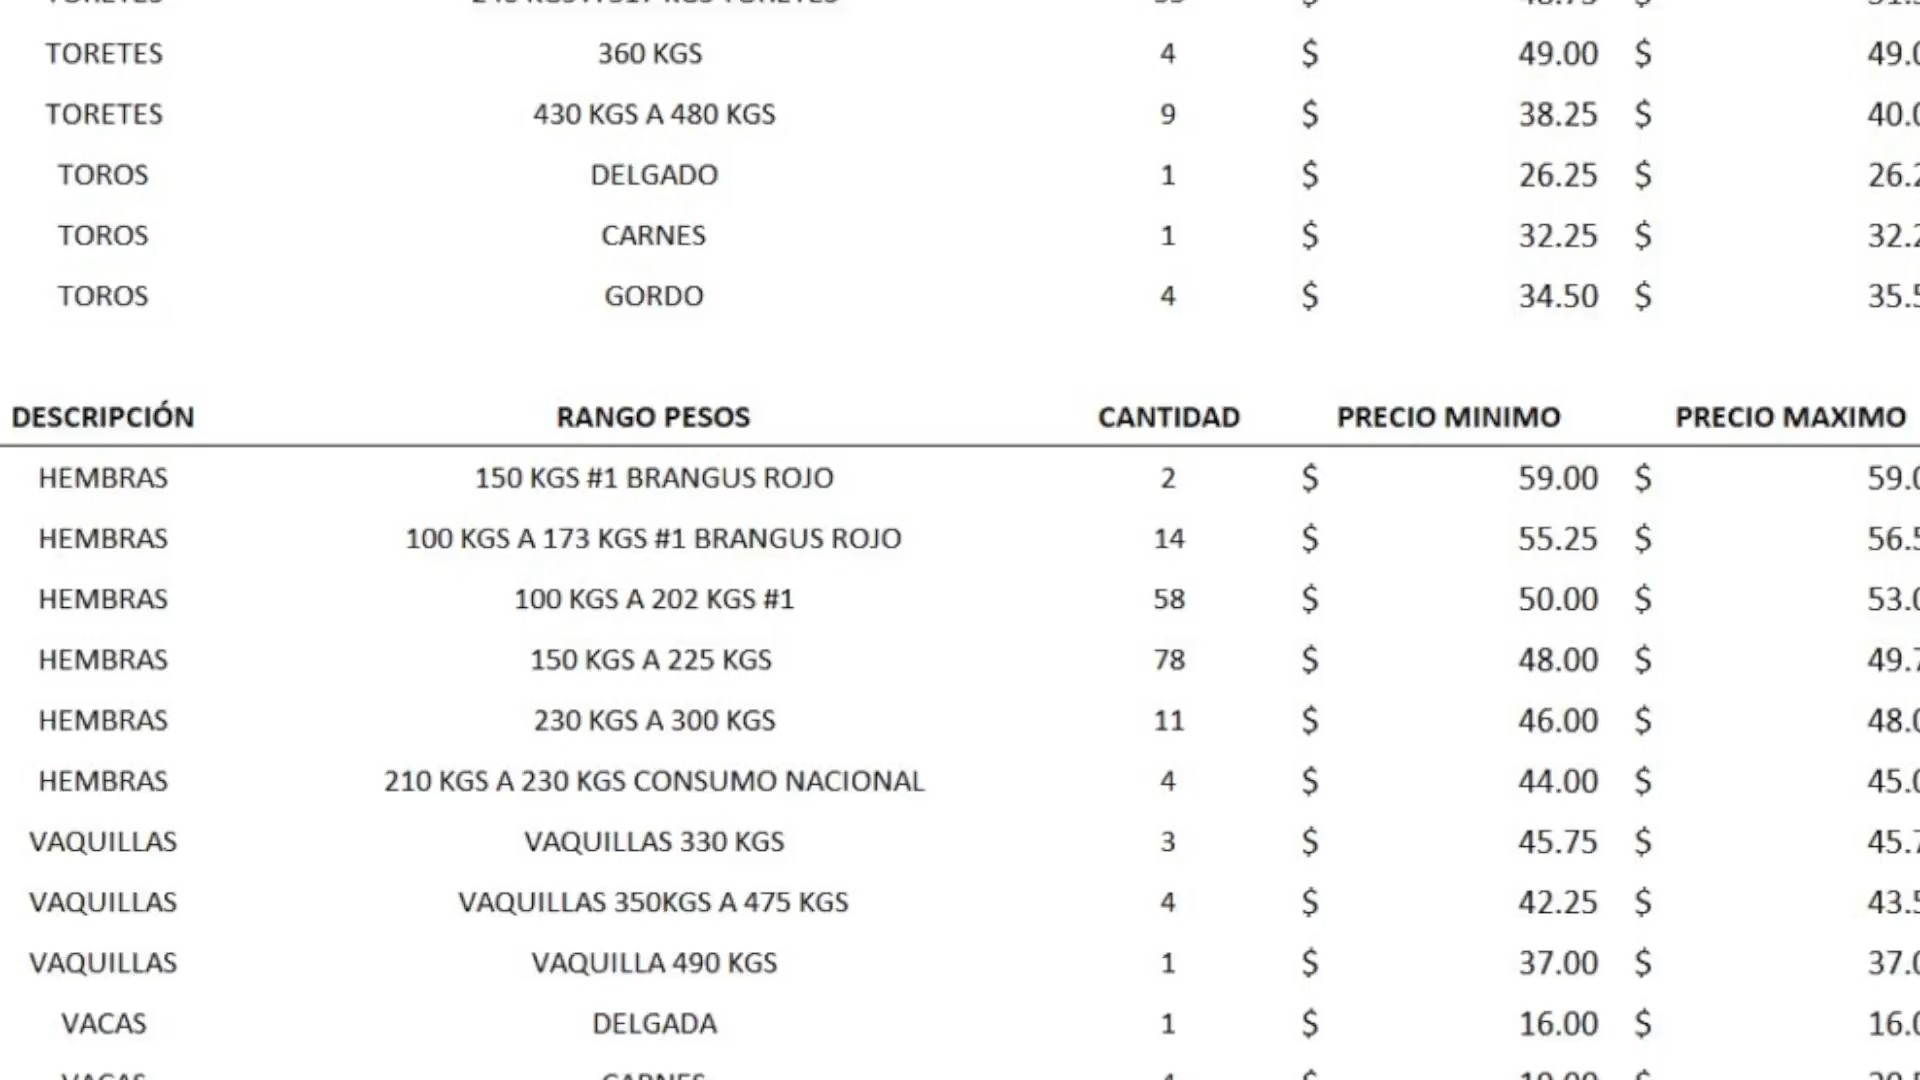 TORETES 360 KGS 4 $ 49.00 $ 49.0
TORETES 430 KGS A 480 KGS 9 $ 38.25 $ 40.0
TOROS DELGADO 1 $ 26.25 $ 26.2
TOROS CARNES 1 $ 32.25 $ 32.2
TOROS GORDO 4 $ 34.50 $ 35.5
DESCRIPCIÓN RANGO PESOS CANTIDAD PRECIO MINIMO PRECIO MAXIMO
HEMBRAS 150 KGS #1 BRANGUS ROJO 2 $ 59.00 $ 59.0
HEMBRAS 100 KGS A 173 KGS #1 BRANGUS ROJO 14 $ 55.25 $ 56.5
HEMBRAS 100 KGS A 202 KGS #1 58 $ 50.00 $ 53.0
HEMBRAS 150 KGS A 225 KGS 78 $ 48.00 $ 49.7
HEMBRAS 230 KGS A 300 KGS 11 $ 46.00 $ 48.0
HEMBRAS 210 KGS A 230 KGS CONSUMO NACIONAL 4 $ 44.00 $ 45.0
VAQUILLAS VAQUILLAS 330 KGS 3 $ 45.75 $ 45.7
VAQUILLAS VAQUILLAS 350KGS A 475 KGS 4 $ 42.25 $ 43.5
VAQUILLAS VAQUILLA 490 KGS 1 $ 37.00 $ 37.0
VACAS DELGADA 1 $ 16.00 $ 16.0
VACAS CARNES